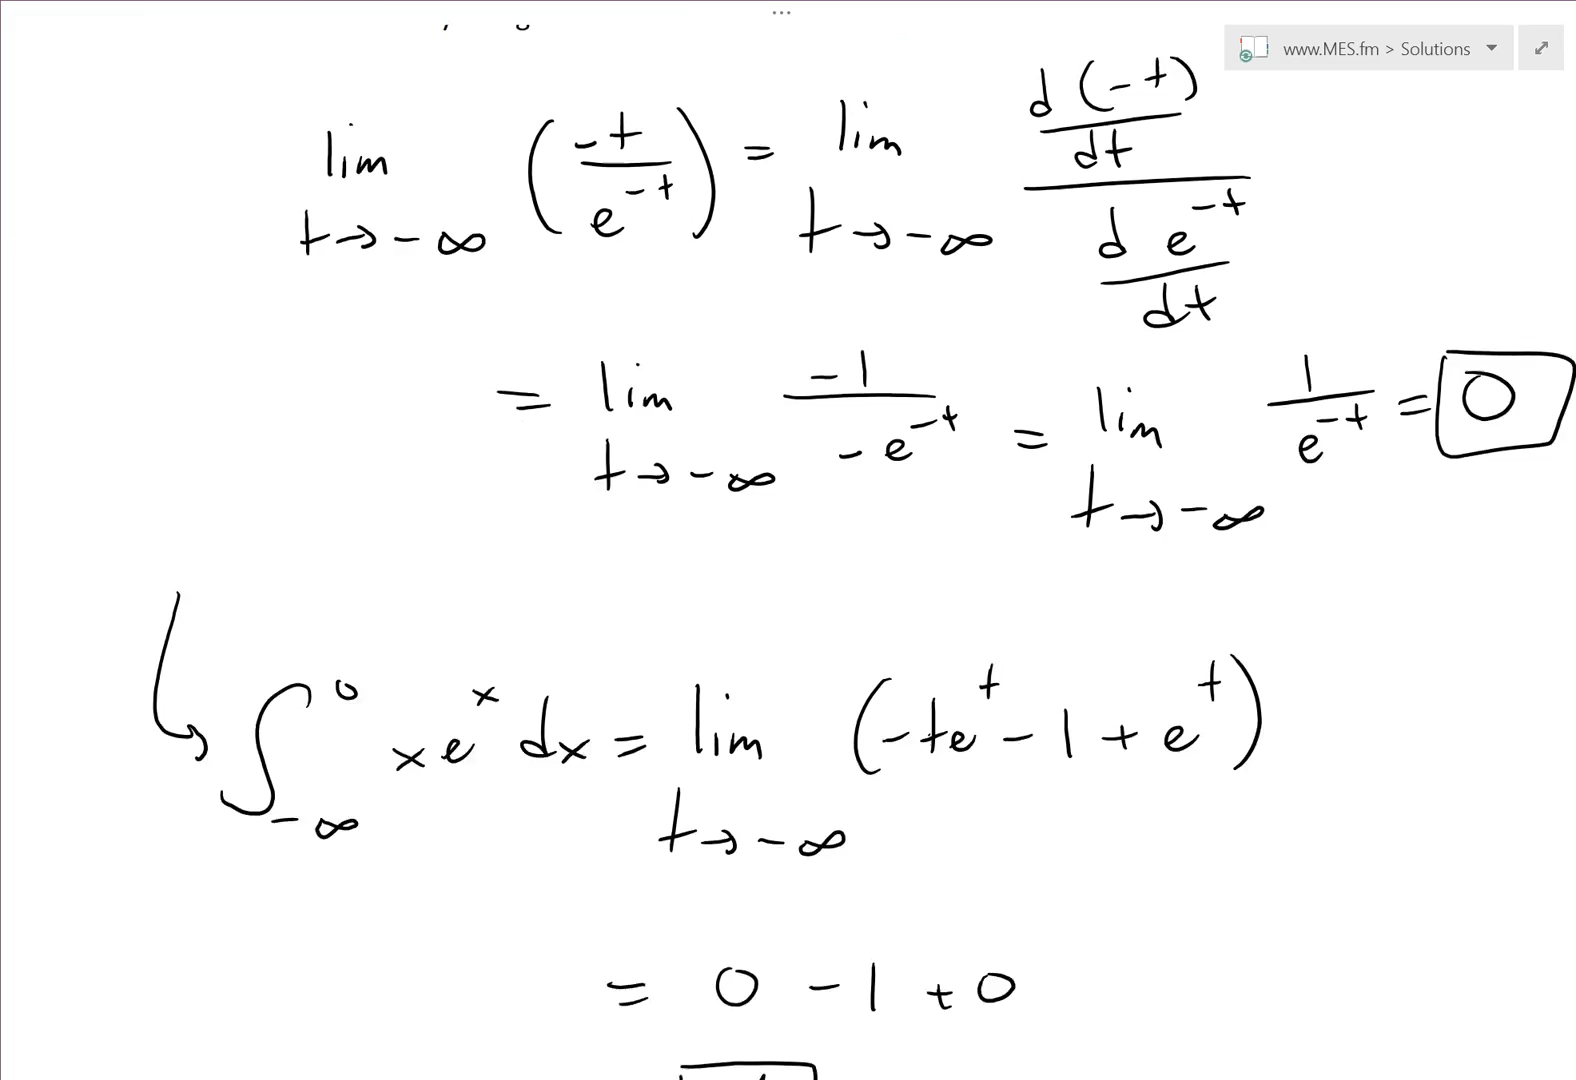 www.MES.fm > Solutions
lim t→-∞ (-t / e^{-t}) = lim t→-∞ (d(-t)/dt) / (d e^{-t}/dt)
= lim t→-∞ -1 / -e^{-t} = lim t→-∞ 1 / e^{-t} = 0
∫_{-∞}^{0} x e^x dx = lim t→-∞ (-te^t - 1 + e^t)
= 0 - 1 + 0